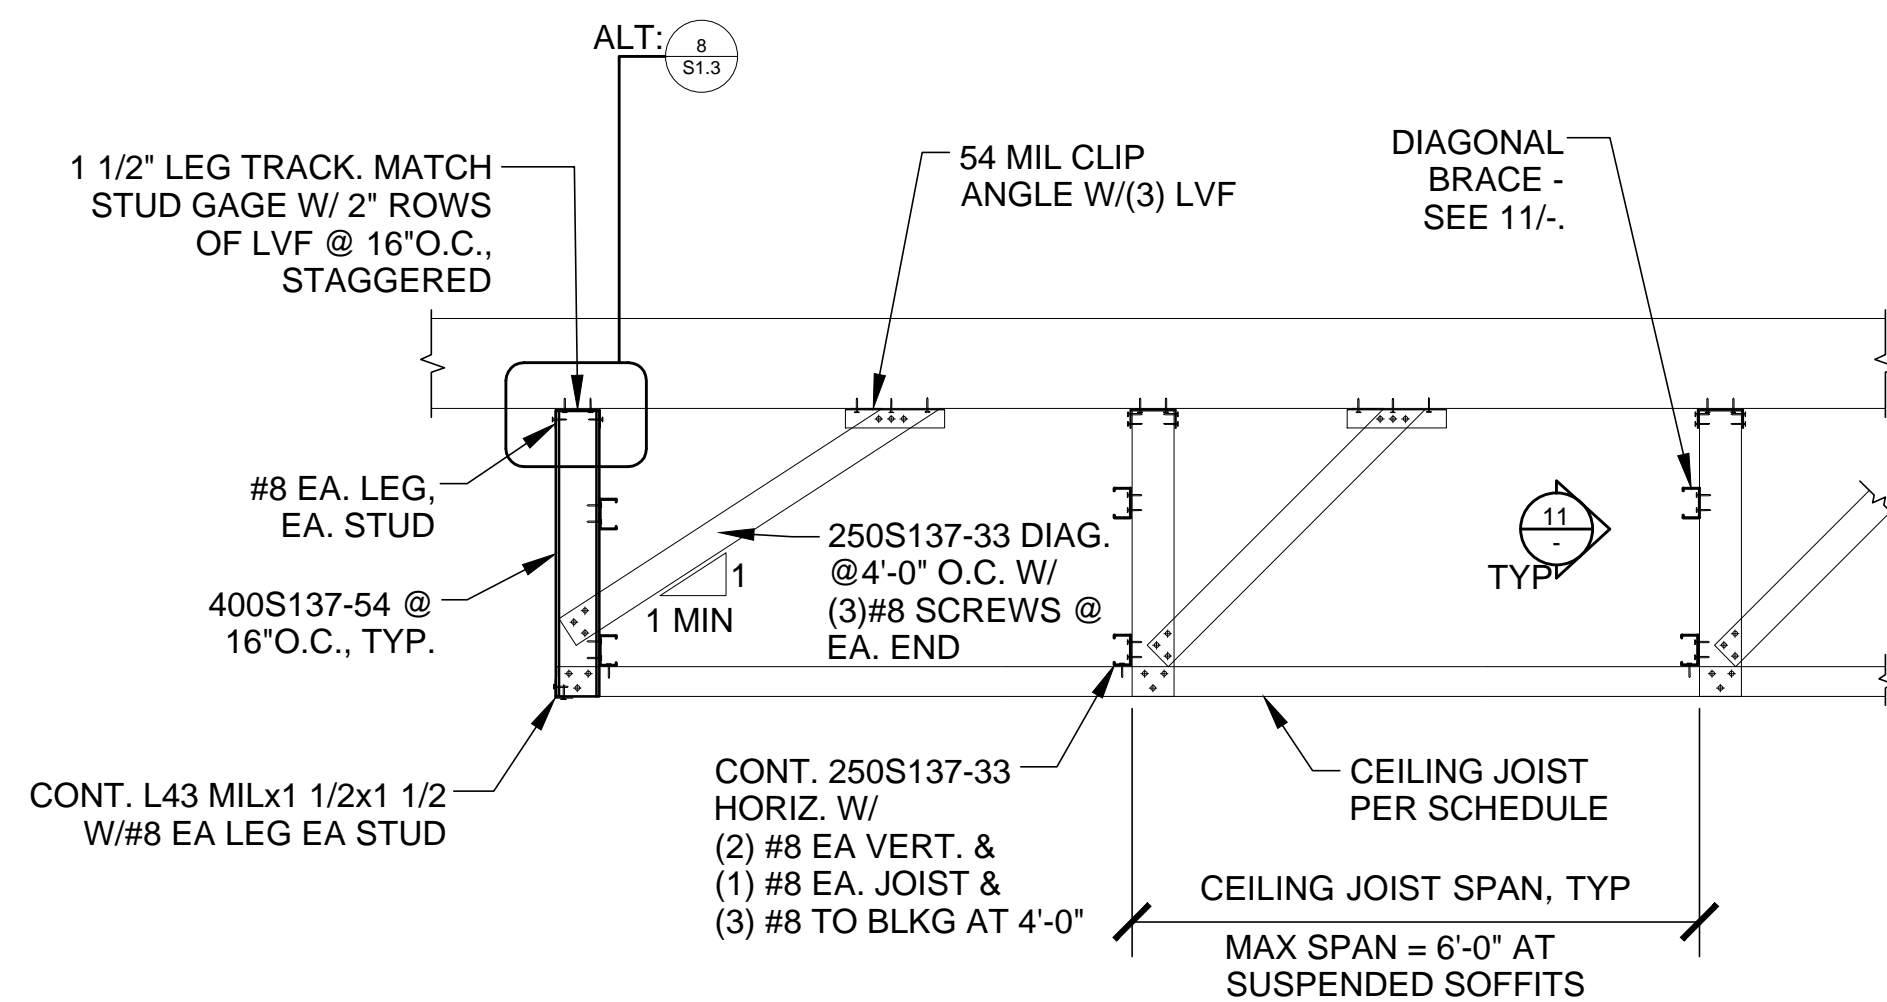 ALT:
8
S1.3
1 1/2" LEG TRACK. MATCH
STUD GAGE W/ 2" ROWS
OF LVF @ 16"O.C.,
STAGGERED
54 MIL CLIP
ANGLE W/(3) LVF
DIAGONAL
BRACE -
SEE 11/-.
#8 EA. LEG,
EA. STUD
400S137-54 @
16"O.C., TYP.
1
1 MIN
250S137-33 DIAG.
@4'-0" O.C. W/
(3)#8 SCREWS @
EA. END
11
-
TYP
CONT. L43 MILx1 1/2x1 1/2
W/#8 EA LEG EA STUD
CONT. 250S137-33
HORIZ. W/
(2) #8 EA VERT. &
(1) #8 EA. JOIST &
(3) #8 TO BLKG AT 4'-0"
CEILING JOIST
PER SCHEDULE
CEILING JOIST SPAN, TYP
MAX SPAN = 6'-0" AT
SUSPENDED SOFFITS